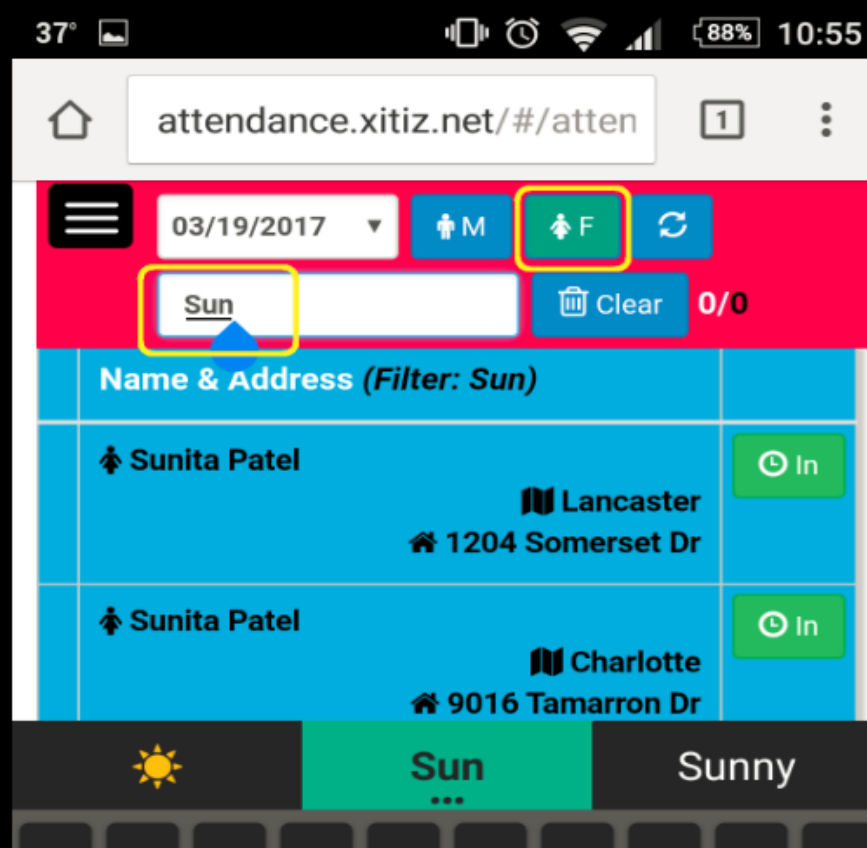 37°
88% 10:55
attendance.xitiz.net/#/atten
1
03/19/2017 M F
Sun Clear 0/0
Name & Address (Filter: Sun)
Sunita Patel In
Lancaster
1204 Somerset Dr
Sunita Patel In
Charlotte
9016 Tamarron Dr
Sun Sunny